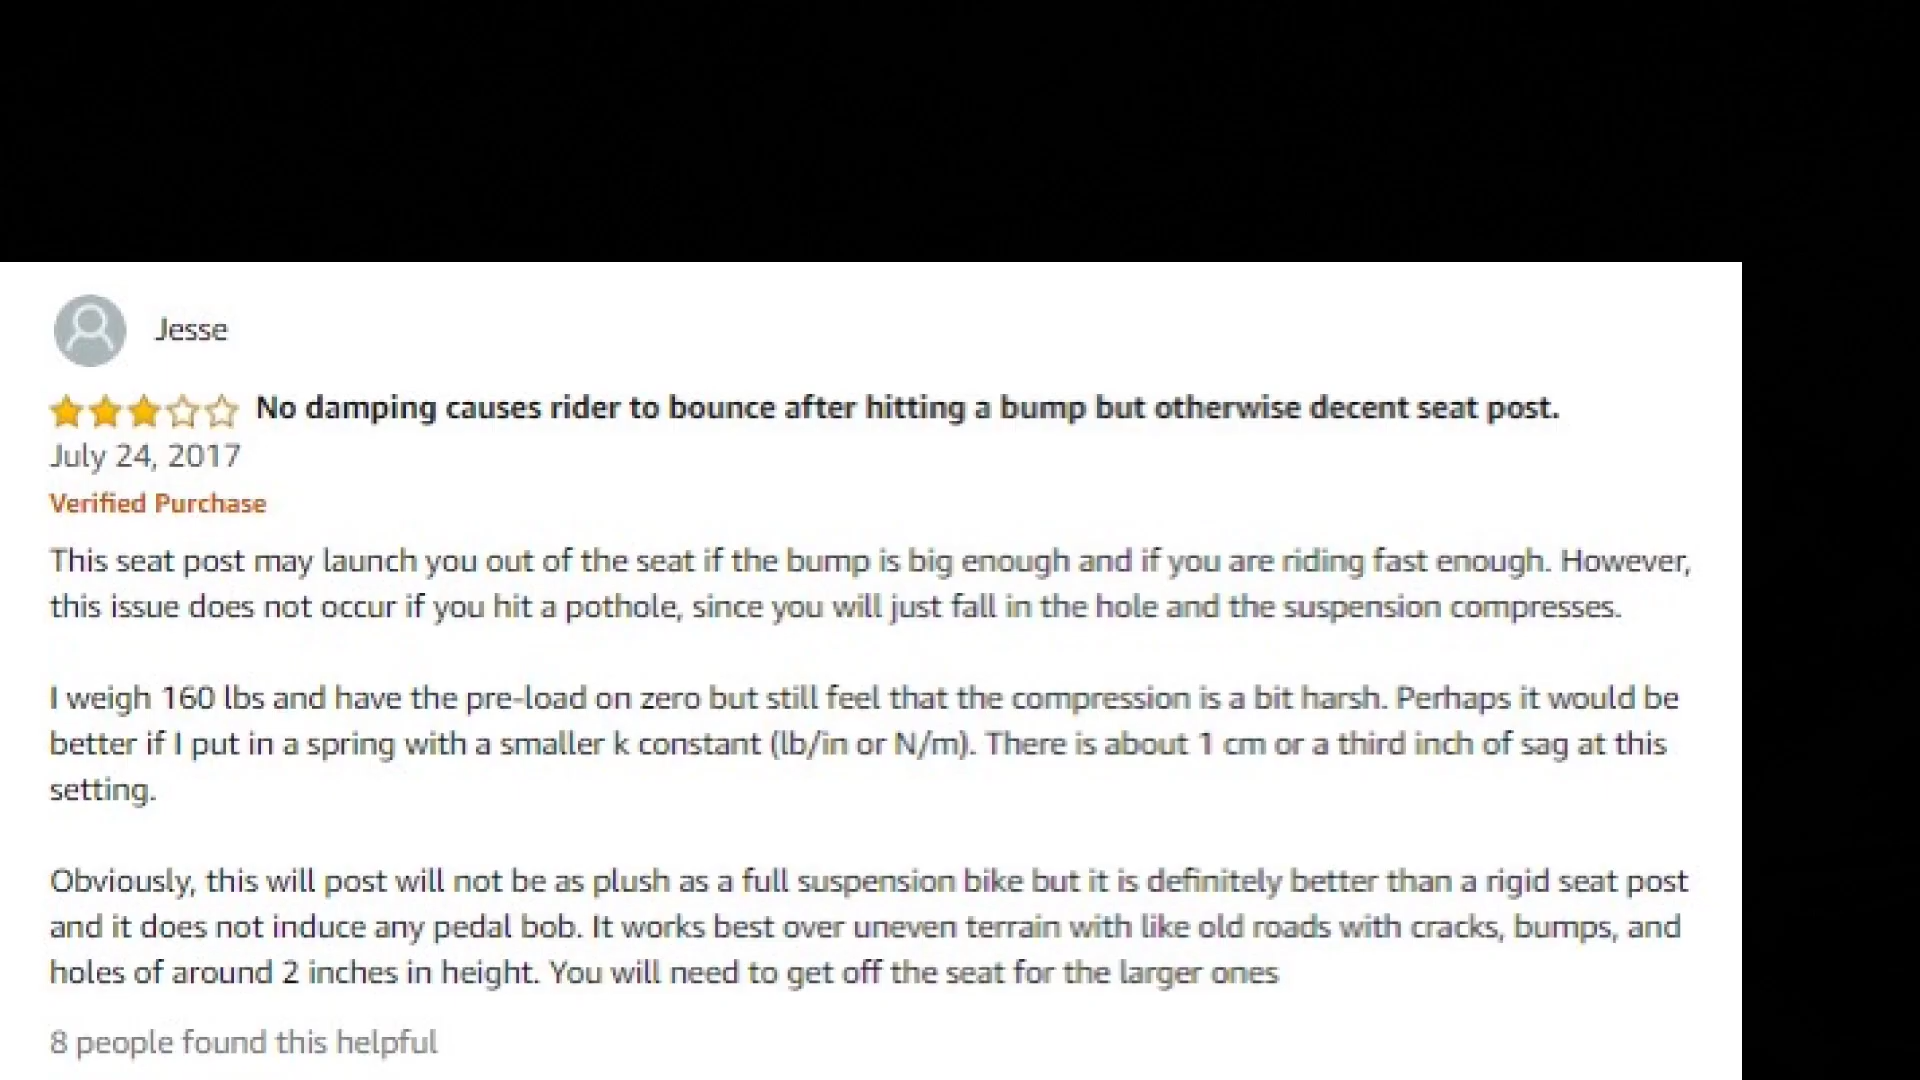 Jesse
No damping causes rider to bounce after hitting a bump but otherwise decent seat post.
July 24, 2017
Verified Purchase
This seat post may launch you out of the seat if the bump is big enough and if you are riding fast enough. However,
this issue does not occur if you hit a pothole, since you will just fall in the hole and the suspension compresses.
I weigh 160 lbs and have the pre-load on zero but still feel that the compression is a bit harsh. Perhaps it would be
better if I put in a spring with a smaller k constant (lb/in or N/m). There is about 1 cm or a third inch of sag at this
setting.
Obviously, this will post will not be as plush as a full suspension bike but it is definitely better than a rigid seat post
and it does not induce any pedal bob. It works best over uneven terrain with like old roads with cracks, bumps, and
holes of around 2 inches in height. You will need to get off the seat for the larger ones
8 people found this helpful